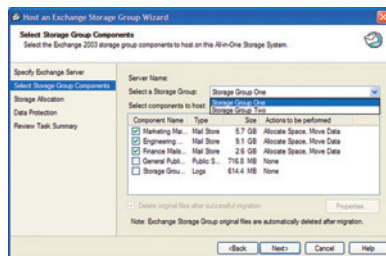 Host an Exchange Storage Group Wizard
Select Storage Group Components
Select the Exchange 2003 storage group components to host on this All-in-One Storage System.
Specify Exchange Server
Select Storage Group Components
Storage Allocation
Data Protection
Review Task Summary
Server Name:
Select a Storage Group: Storage Group One
Storage Group One
Storage Group Two
Select components to host:
Component Name Type Size Actions to be performed
Marketing Mai... Mail Store 5.7 GB Allocate Space, Move Data
Engineering ... Mail Store 9.1 GB Allocate Space, Move Data
Finance Mails... Mail Store 2.6 GB Allocate Space, Move Data
General Publi... Public S... 716.8 MB None
Storage Grou... Logs 614.4 MB None
Delete original files after successful migration. Properties...
Note: Exchange Storage Group original files are automatically deleted after migration.
<Back Next> Cancel Help